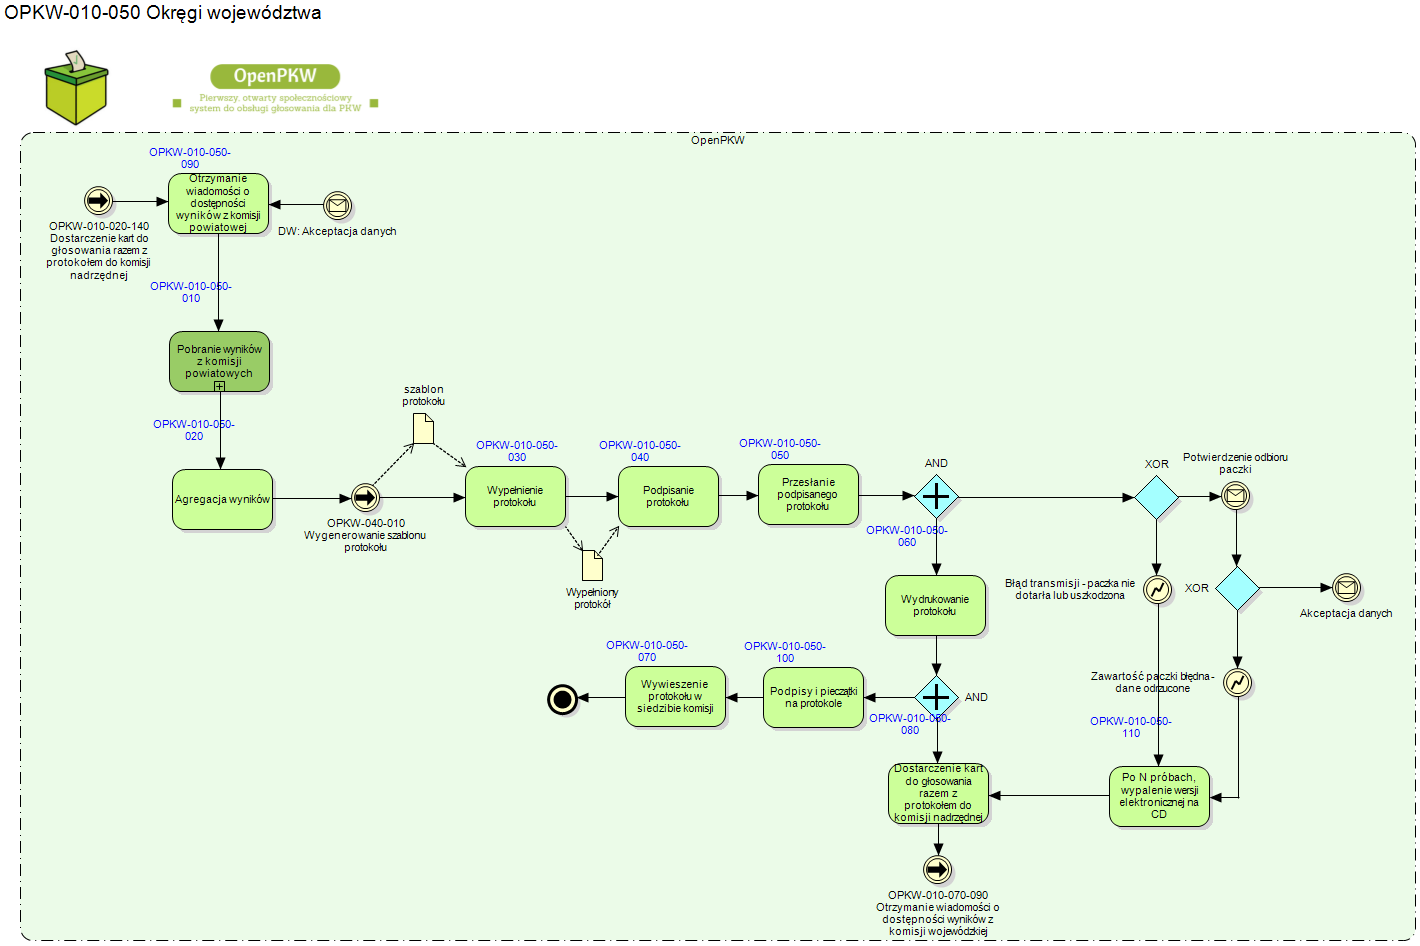 OPKW-010-050 Okręgi województwa
OpenPKW
Pierwszy, otwarty społecznościowy
system do obsługi głosowania dla PKW
OpenPKW
OPKW-010-050-
090
Otrzymanie
wiadomości o
dostępności
wyników z komisji
powiatowej
OPKW-010-020-140
Dostarczenie kart do
głosowania razem z
protokołem do komisji
nadrzędnej
DW: Akceptacja danych
OPKW-010-050-
010
Pobranie wyników
z komisji
powiatowych
OPKW-010-050-
020
Agregacja wyników
szablon
protokołu
OPKW-040-010
Wygenerowanie szablonu
protokołu
OPKW-010-050-
030
Wypełnienie
protokołu
Wypełniony
protokół
OPKW-010-050-
040
Podpisanie
protokołu
OPKW-010-050-
050
Przesłanie
podpisanego
protokołu
AND
OPKW-010-050-
060
Wydrukowanie
protokołu
XOR
Potwierdzenie odbioru
paczki
Błąd transmisji - paczka nie
dotarła lub uszkodzona
XOR
Akceptacja danych
Zawartość paczki błędna -
dane odrzucone
OPKW-010-050-
070
Wywieszenie
protokołu w
siedzibie komisji
OPKW-010-050-
100
Podpisy i pieczątki
na protokole
AND
OPKW-010-060-
080
Dostarczenie kart
do głosowania
razem z
protokołem do
komisji nadrzędnej
OPKW-010-050-
110
Po N próbach,
wypalenie wersji
elektronicznej na
CD
OPKW-010-070-090
Otrzymanie wiadomości o
dostępności wyników z
komisji wojewódzkiej